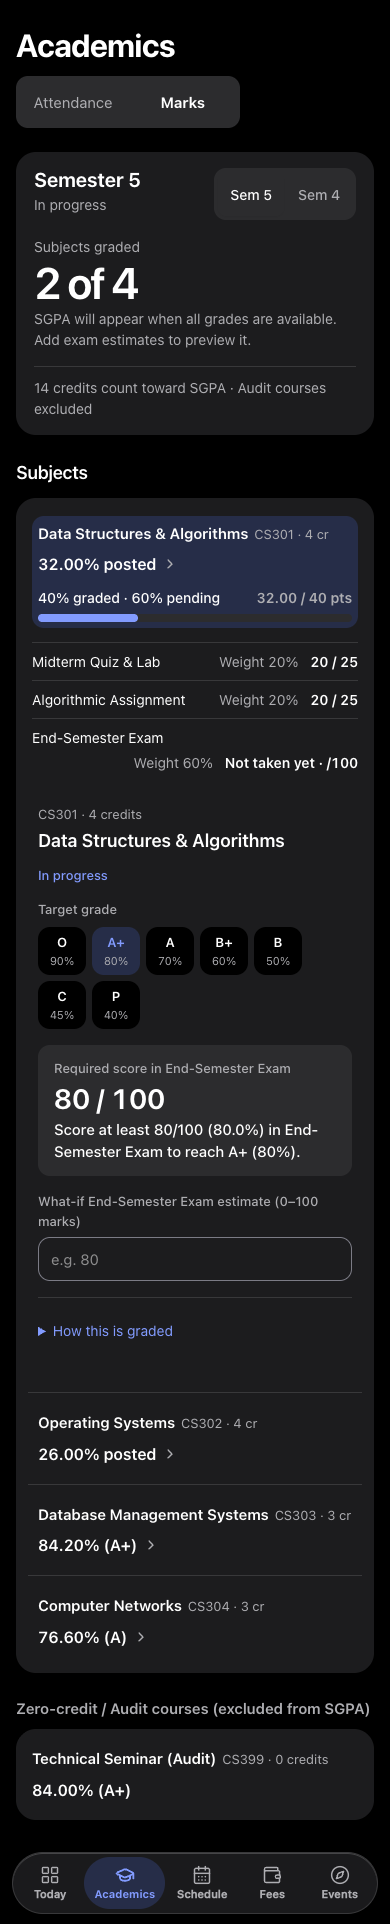 Academics
Attendance Marks
Semester 5
In progress
Sem 5 Sem 4
Subjects graded
2 of 4
SGPA will appear when all grades are available.
Add exam estimates to preview it.
14 credits count toward SGPA · Audit courses
excluded
Subjects
Data Structures & Algorithms CS301 · 4 cr
32.00% posted
40% graded · 60% pending 32.00 / 40 pts
Midterm Quiz & Lab Weight 20% 20 / 25
Algorithmic Assignment Weight 20% 20 / 25
End-Semester Exam
Weight 60% Not taken yet · /100
CS301 · 4 credits
Data Structures & Algorithms
In progress
Target grade
O A+ A B+ B
90% 80% 70% 60% 50%
C P
45% 40%
Required score in End-Semester Exam
80 / 100
Score at least 80/100 (80.0%) in End-
Semester Exam to reach A+ (80%).
What-if End-Semester Exam estimate (0–100
marks)
e.g. 80
How this is graded
Operating Systems CS302 · 4 cr
26.00% posted
Database Management Systems CS303 · 3 cr
84.20% (A+)
Computer Networks CS304 · 3 cr
76.60% (A)
Zero-credit / Audit courses (excluded from SGPA)
Technical Seminar (Audit) CS399 · 0 credits
84.00% (A+)
Today Academics Schedule Fees Events